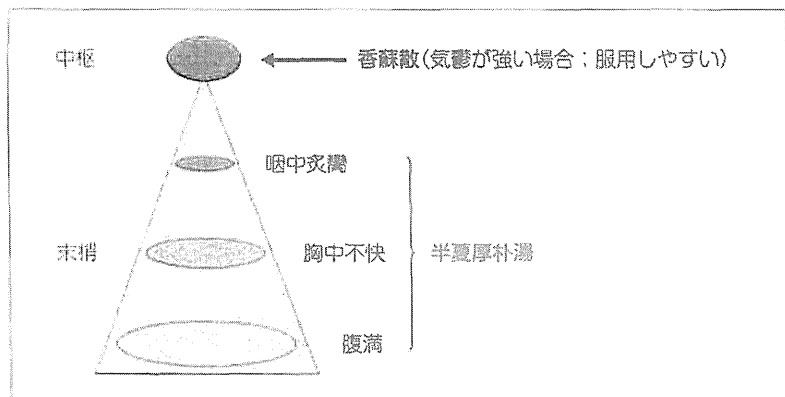 中枢
香蘇散(気鬱が強い場合；服用しやすい)
咽中炙臠
末梢
胸中不快
半夏厚朴湯
腹満